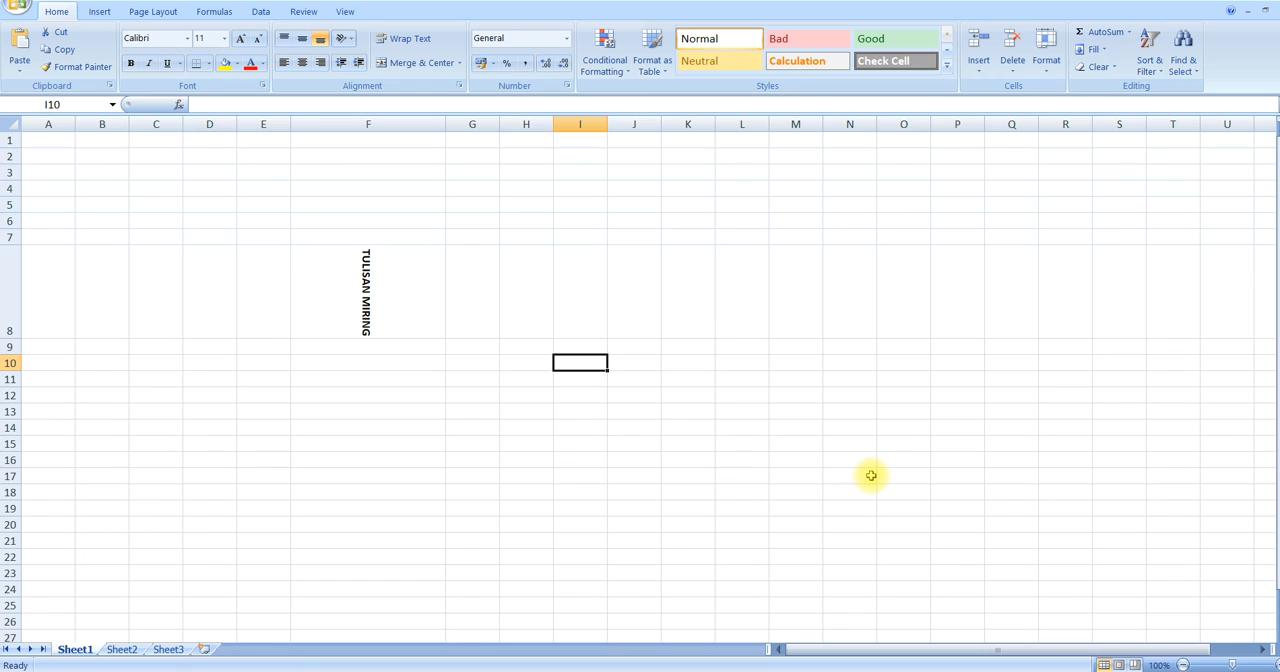 Home Insert Page Layout Formulas Data Review View
Cut
Copy
Format Painter
Paste
Clipboard
Calibri 11
B I U
Font
Wrap Text
Merge & Center
Alignment
General
Number
Conditional Formatting
Format as Table
Normal Bad Good
Neutral Calculation Check Cell
Styles
Insert Delete Format
Cells
AutoSum
Fill
Clear
Sort & Filter
Find & Select
Editing
I10
fx
A B C D E F G H I J K L M N O P Q R S T U
1
2
3
4
5
6
7
8
TULISAN MIRING
9
10
11
12
13
14
15
16
17
18
19
20
21
22
23
24
25
26
27
Sheet1 Sheet2 Sheet3
Ready 100%